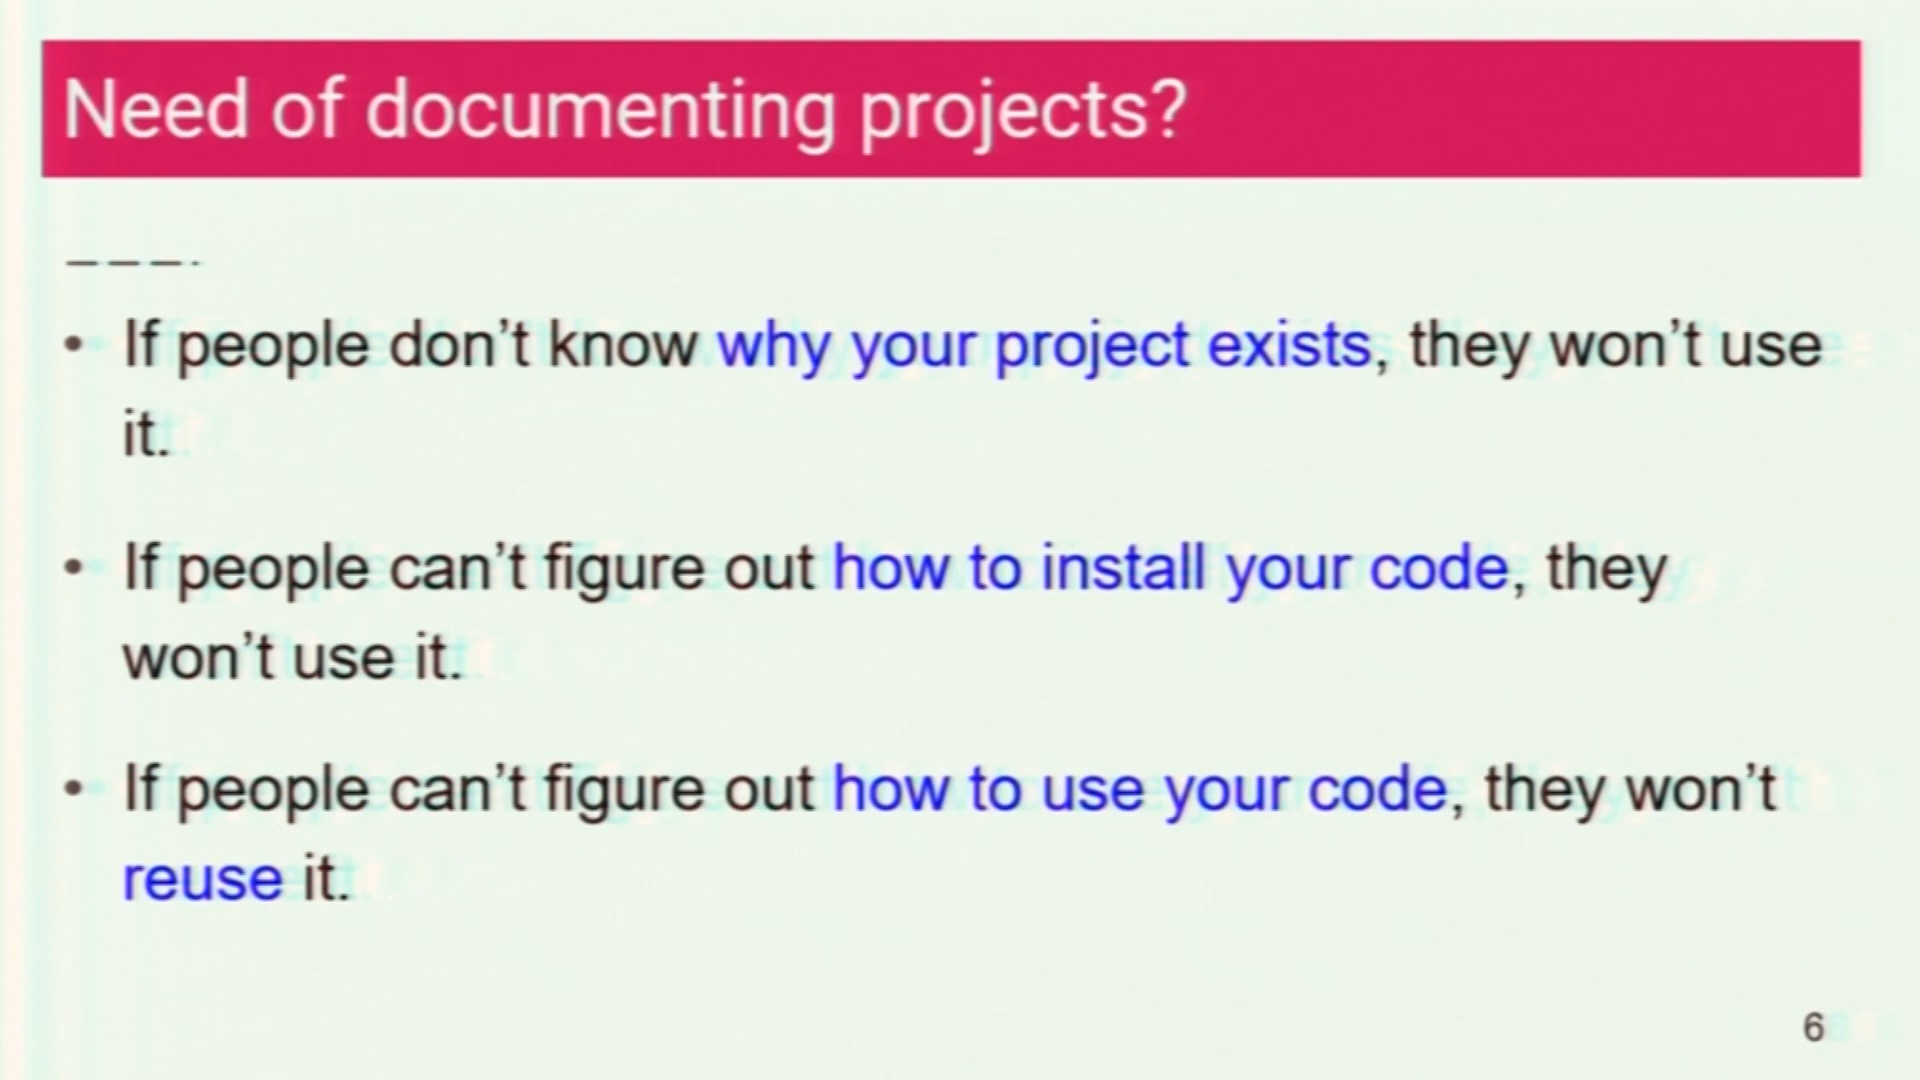 Need of documenting projects?
• If people don’t know why your project exists, they won’t use
it.
• If people can’t figure out how to install your code, they
won’t use it.
• If people can’t figure out how to use your code, they won’t
reuse it.
6